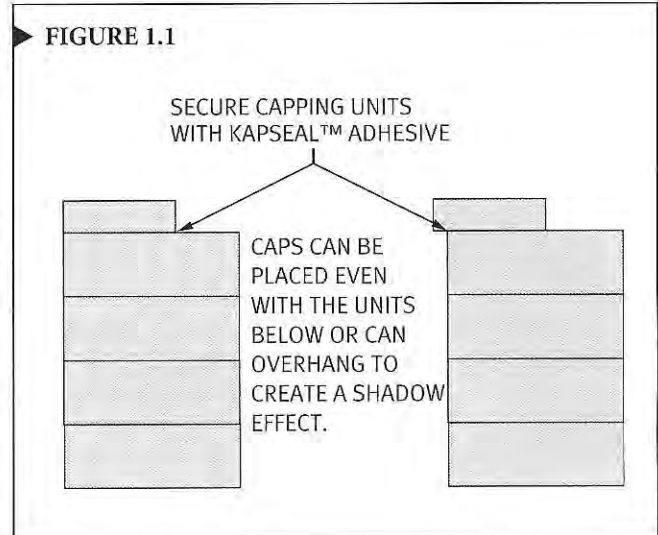 FIGURE 1.1
SECURE CAPPING UNITS
WITH KAPSEAL™ ADHESIVE
CAPS CAN BE
PLACED EVEN
WITH THE UNITS
BELOW OR CAN
OVERHANG TO
CREATE A SHADOW
EFFECT.